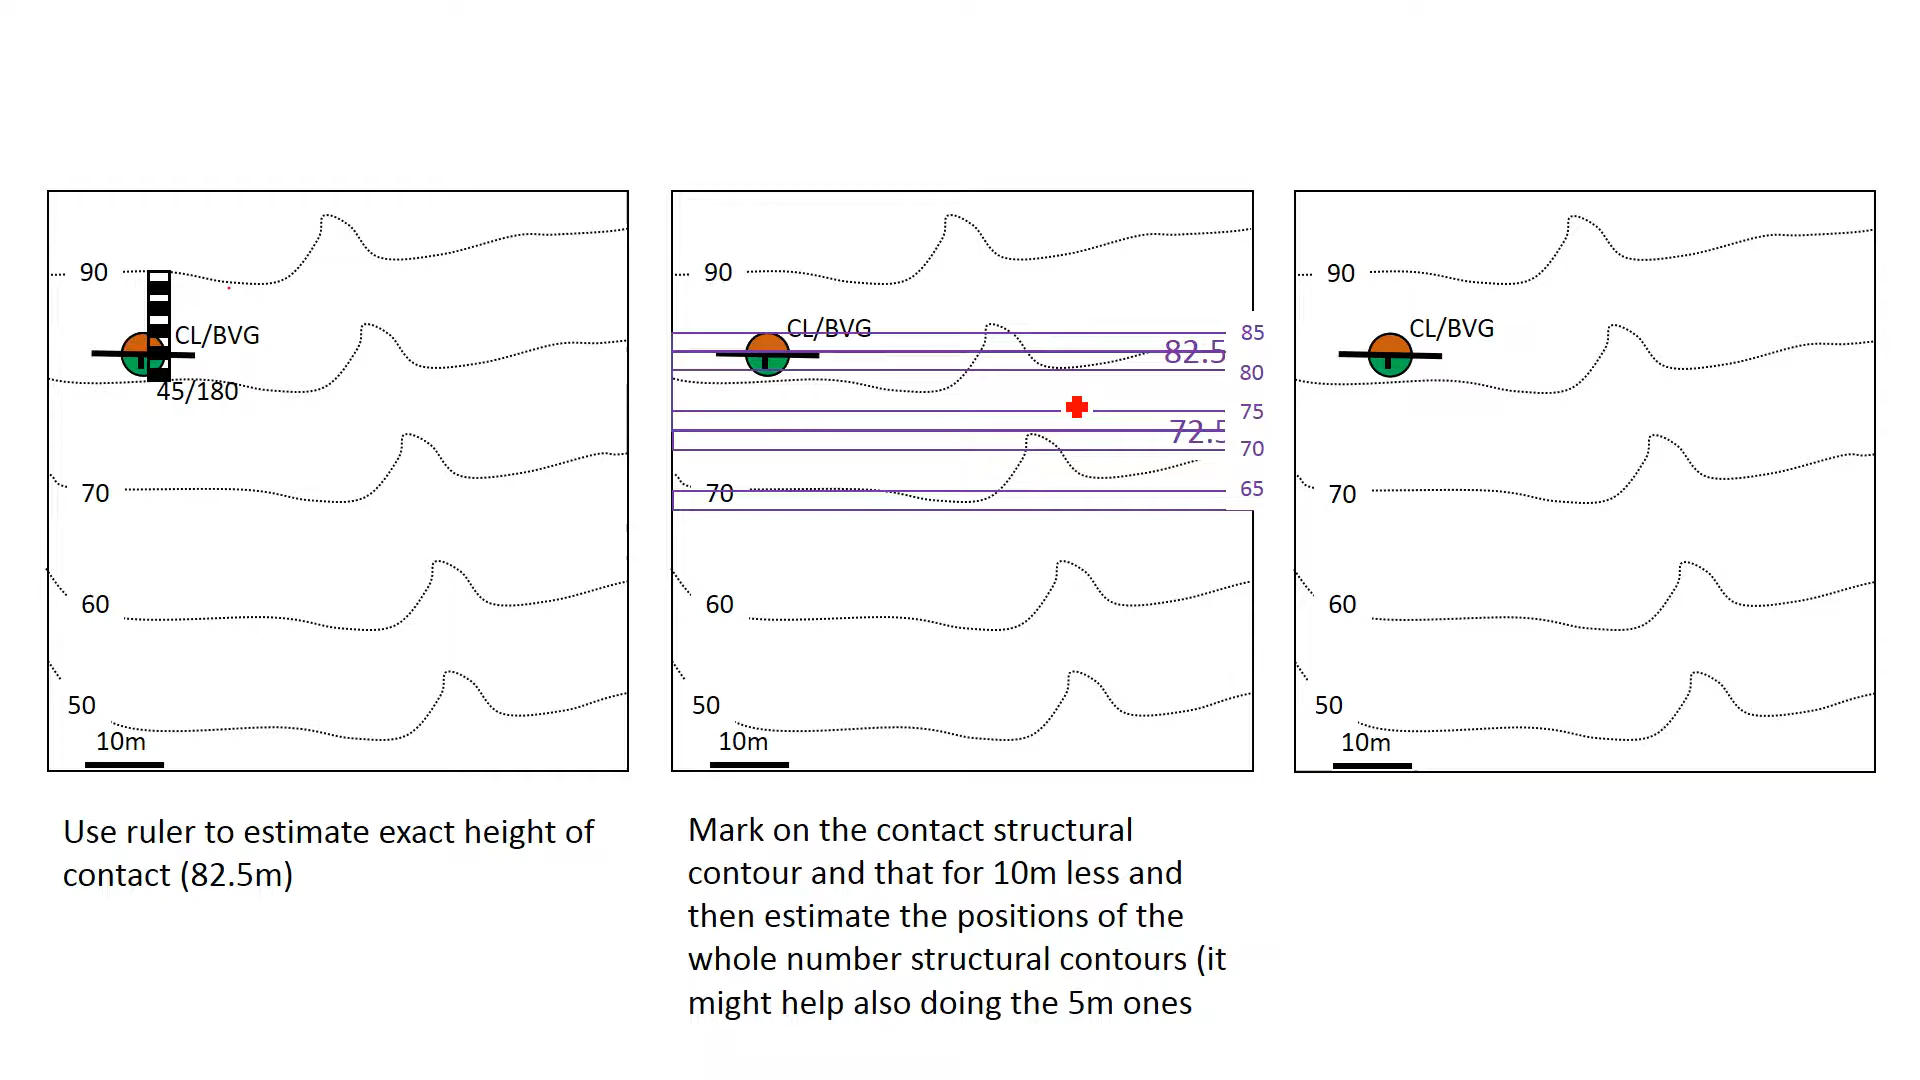 90
CL/BVG
45/180
70
60
50
10m
Use ruler to estimate exact height of
contact (82.5m)
90
CL/BVG
85
82.5
80
75
72.5
70
70
65
60
50
10m
Mark on the contact structural
contour and that for 10m less and
then estimate the positions of the
whole number structural contours (it
might help also doing the 5m ones
90
CL/BVG
70
60
50
10m